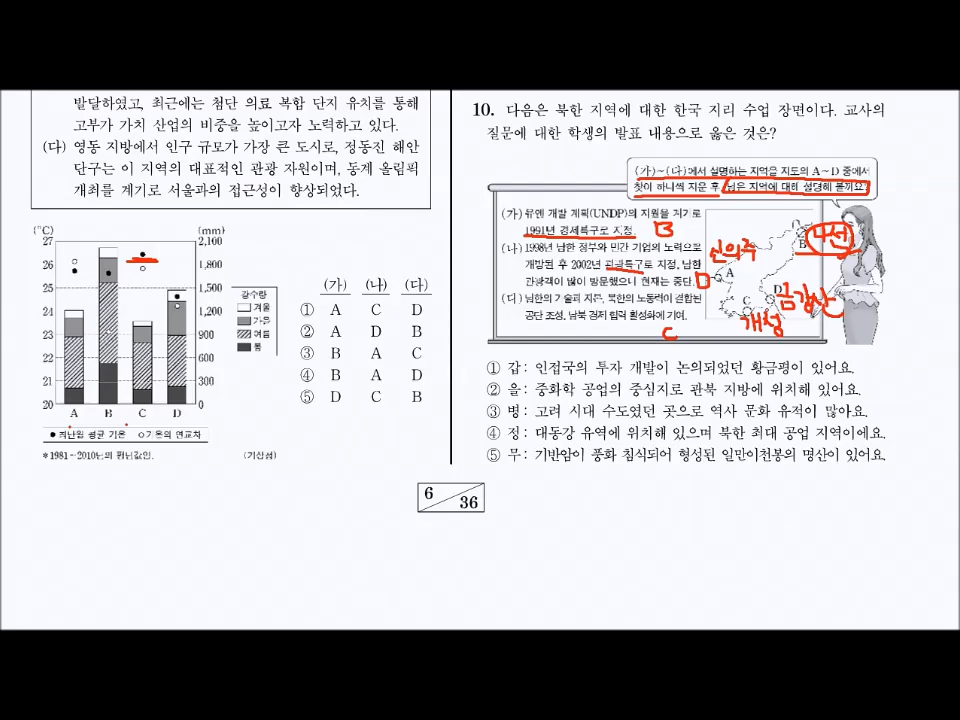 발달하였고, 최근에는 첨단 의료 복합 단지 유치를 통해
고부가 가치 산업의 비중을 높이고자 노력하고 있다.
(다) 영동 지방에서 인구 규모가 가장 큰 도시로, 정동진 해안
단구는 이 지역의 대표적인 관광 자원이며, 동계 올림픽
개최를 계기로 서울과의 접근성이 향상되었다.
(℃) (mm)
27 2,100
26 1,800
25 1,500
24 1,200
23 900
22 600
21 300
20 0
A B C D
강수량
겨울
가을
여름
봄
● 최난월 평균 기온 ○ 기온의 연교차
*1981~2010년의 평년값임. (기상청)
(가) (나) (다)
① A C D
② A D B
③ B A C
④ B A D
⑤ D C B
10. 다음은 북한 지역에 대한 한국 지리 수업 장면이다. 교사의
질문에 대한 학생의 발표 내용으로 옳은 것은?
(가)~(다)에서 설명하는 지역을 지도의 A~D 중에서
찾아 하나씩 지운 후, 남은 지역에 대해 설명해 볼까요?
(가) 유엔 개발 계획(UNDP)의 지원을 계기로
1991년 경제특구로 지정 B
(나) 1998년 남한 정부와 민간 기업의 노력으로
개발된 후 2002년 관광특구로 지정, 남한
관광객이 많이 방문했으나 현재는 중단. D
(다) 남한의 기술과 자본, 북한의 노동력이 결합된
공단 조성, 남북 경제 협력 활성화에 기여.
C
신의주
A
B
나선
D
금강산
C
개성
① 갑: 인접국의 투자 개발이 논의되었던 황금평이 있어요.
② 을: 중화학 공업의 중심지로 관북 지방에 위치해 있어요.
③ 병: 고려 시대 수도였던 곳으로 역사 문화 유적이 많아요.
④ 정: 대동강 유역에 위치해 있으며 북한 최대 공업 지역이에요.
⑤ 무: 기반암이 풍화 침식되어 형성된 일만이천봉의 명산이 있어요.
6 36